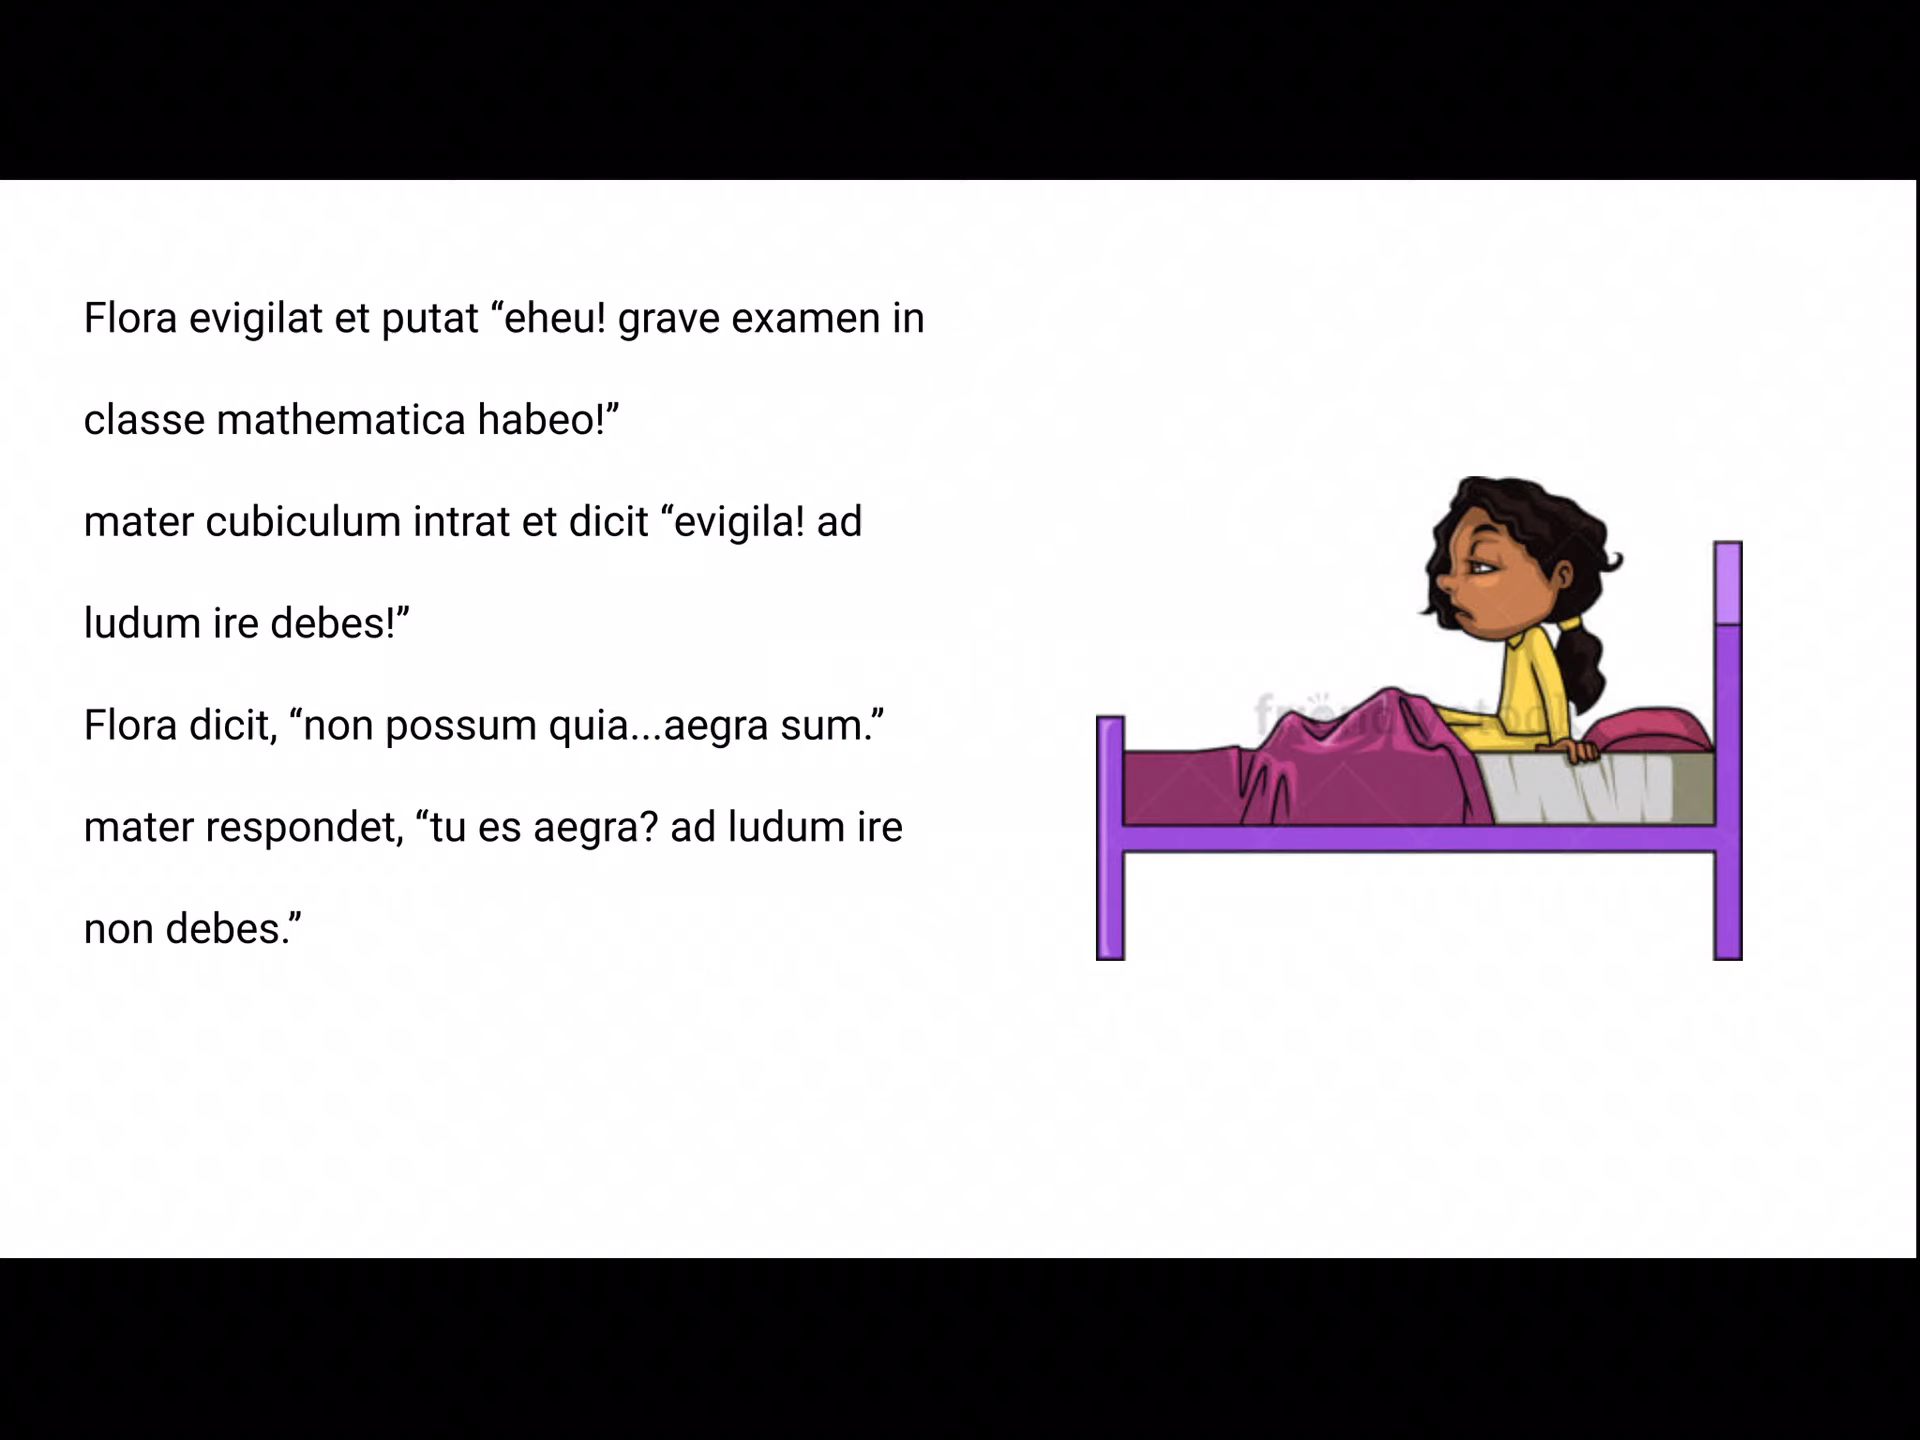 Flora evigilat et putat “eheu! grave examen in
classe mathematica habeo!”
mater cubiculum intrat et dicit “evigila! ad
ludum ire debes!”
Flora dicit, “non possum quia...aegra sum.”
mater respondet, “tu es aegra? ad ludum ire
non debes.”